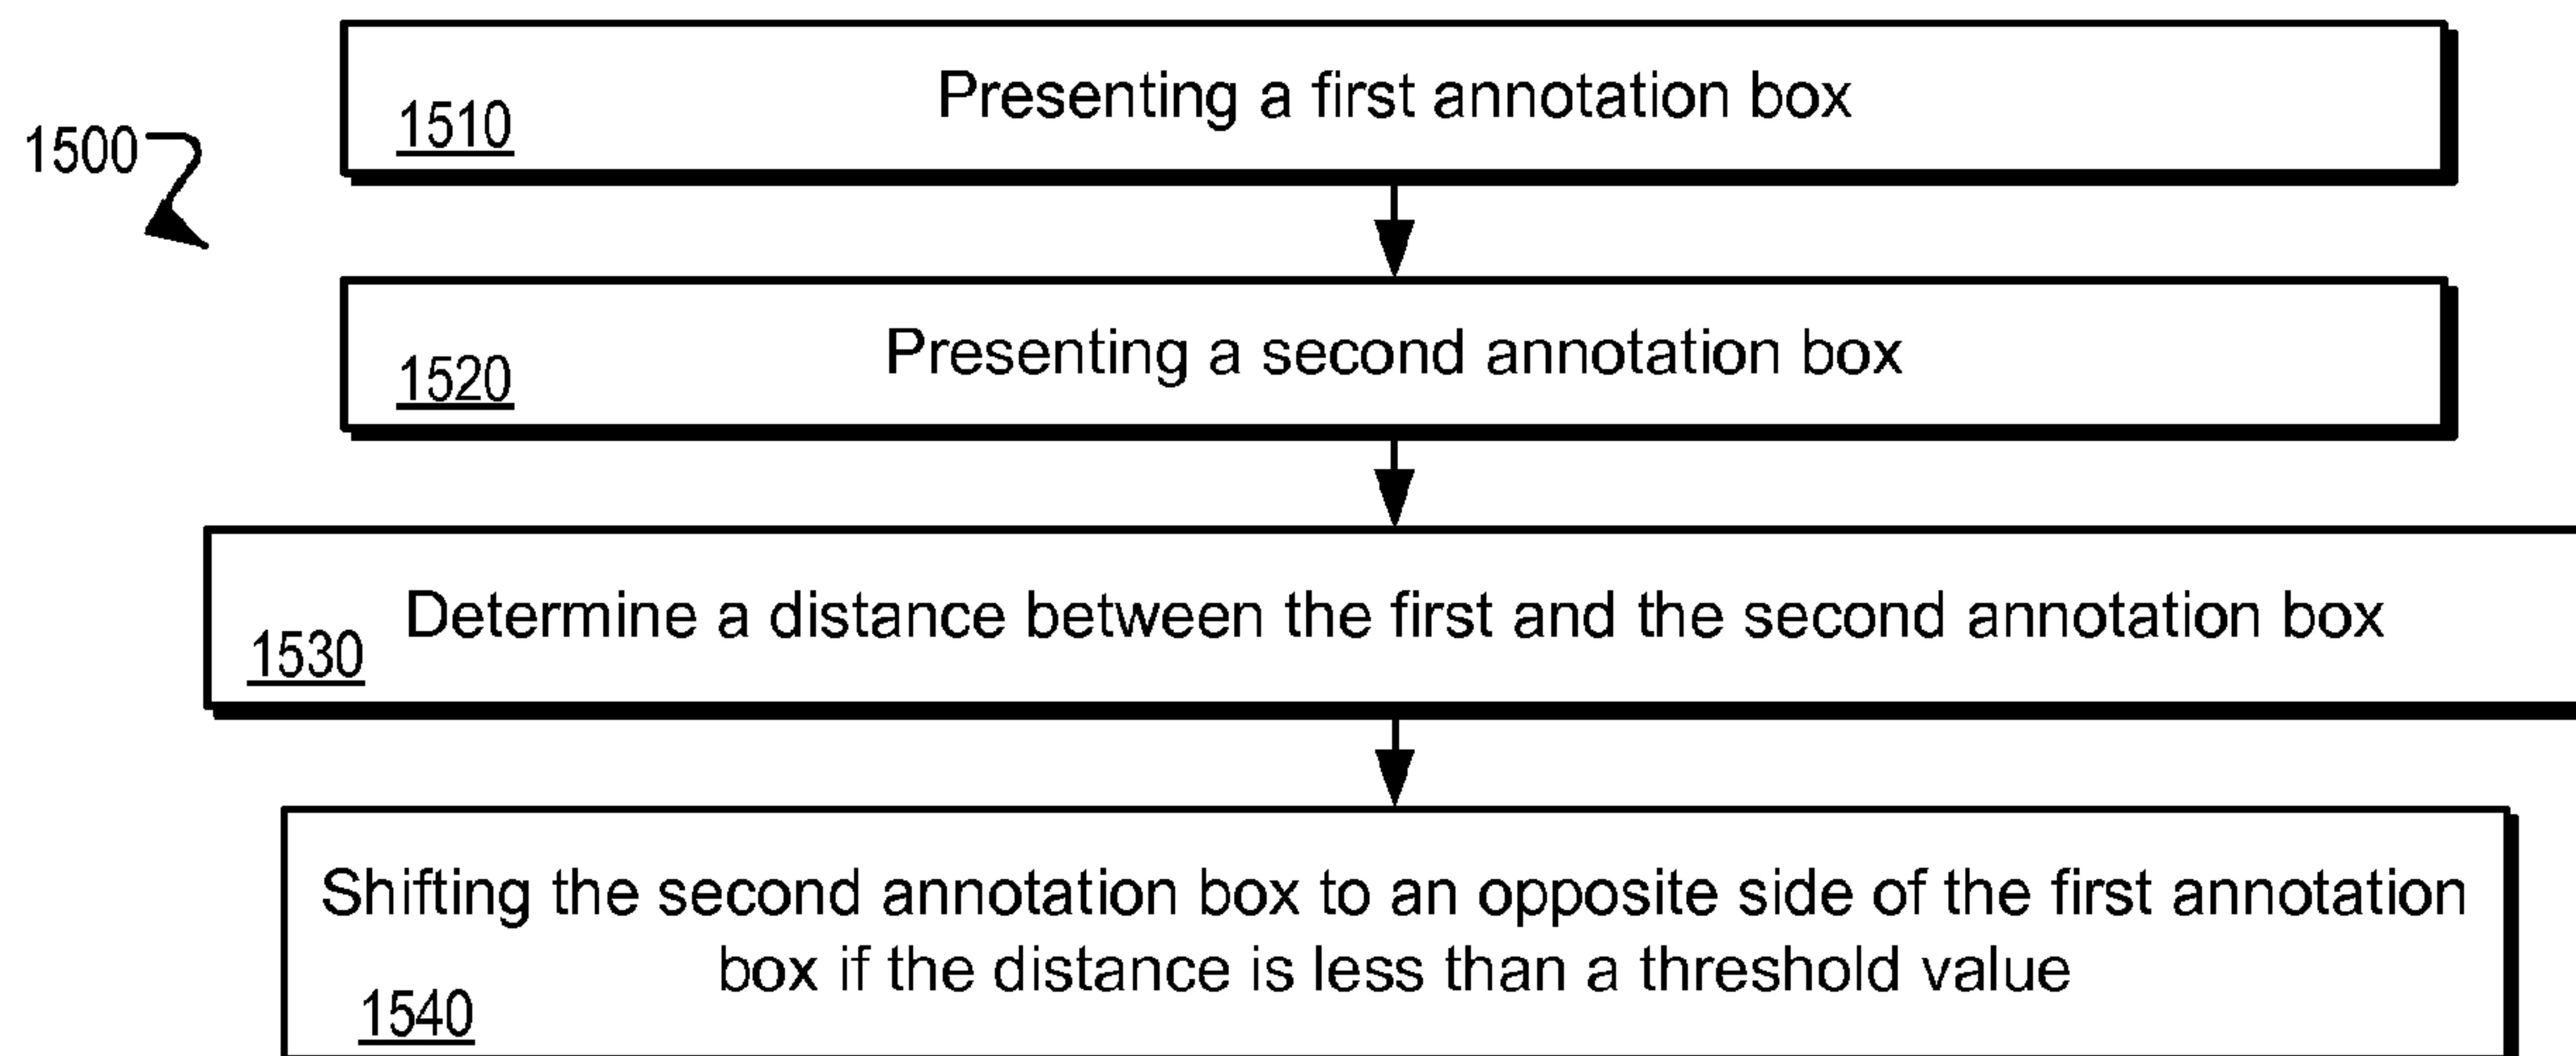 1500
Presenting a first annotation box
1510
Presenting a second annotation box
1520
Determine a distance between the first and the second annotation box
1530
Shifting the second annotation box to an opposite side of the first annotation
box if the distance is less than a threshold value
1540